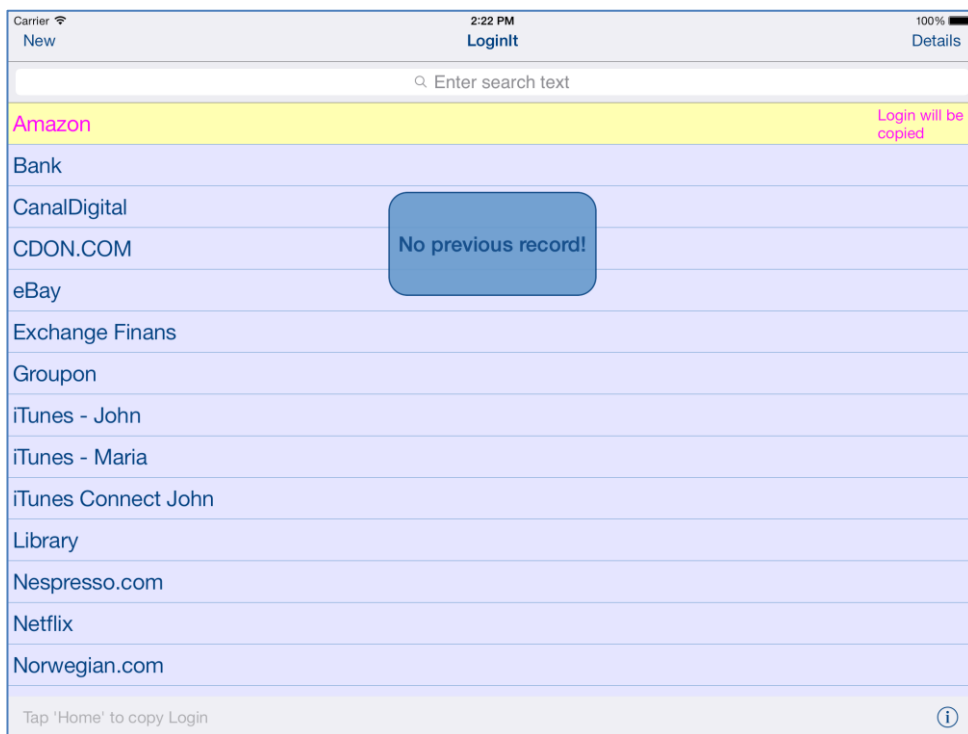 Carrier 2:22 PM 100%
New LoginIt Details
Enter search text
Amazon
Login will be
copied
Bank
CanalDigital
No previous record!
CDON.COM
eBay
Exchange Finans
Groupon
iTunes - John
iTunes - Maria
iTunes Connect John
Library
Nespresso.com
Netflix
Norwegian.com
Tap 'Home' to copy Login